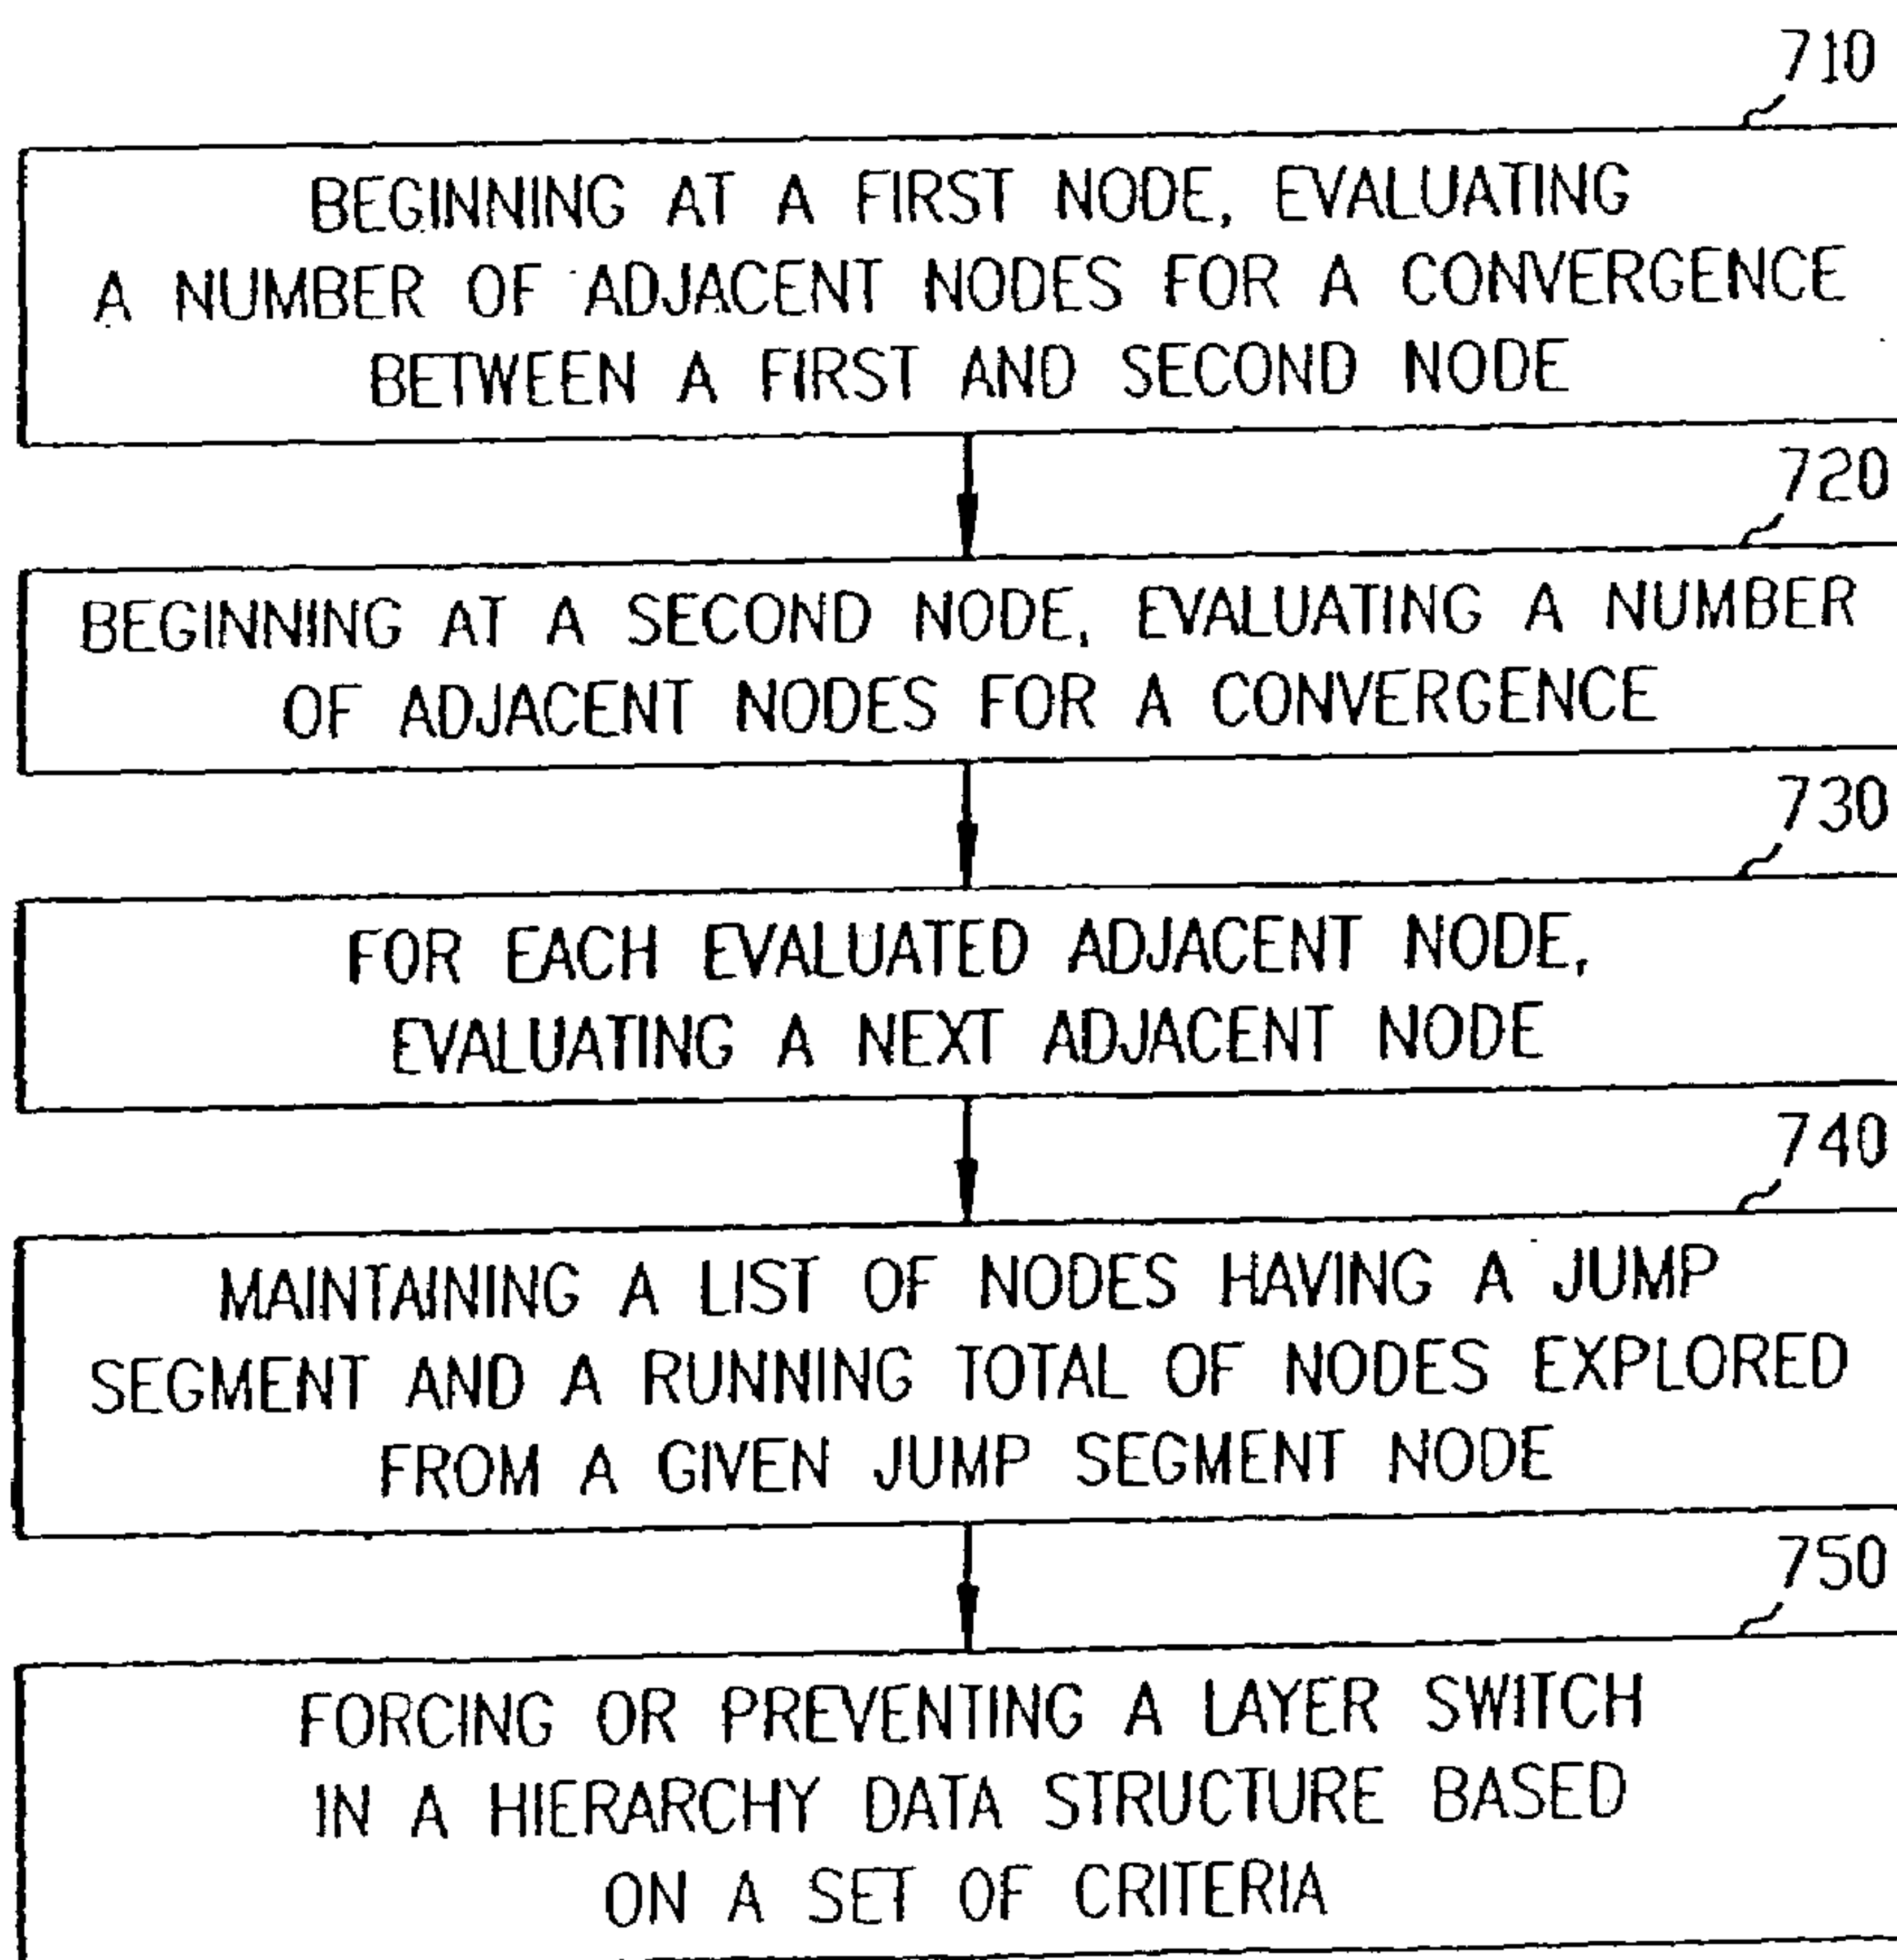 710
BEGINNING AT A FIRST NODE, EVALUATING
A NUMBER OF ADJACENT NODES FOR A CONVERGENCE
BETWEEN A FIRST AND SECOND NODE
720
BEGINNING AT A SECOND NODE, EVALUATING A NUMBER
OF ADJACENT NODES FOR A CONVERGENCE
730
FOR EACH EVALUATED ADJACENT NODE,
EVALUATING A NEXT ADJACENT NODE
740
MAINTAINING A LIST OF NODES HAVING A JUMP
SEGMENT AND A RUNNING TOTAL OF NODES EXPLORED
FROM A GIVEN JUMP SEGMENT NODE
750
FORCING OR PREVENTING A LAYER SWITCH
IN A HIERARCHY DATA STRUCTURE BASED
ON A SET OF CRITERIA